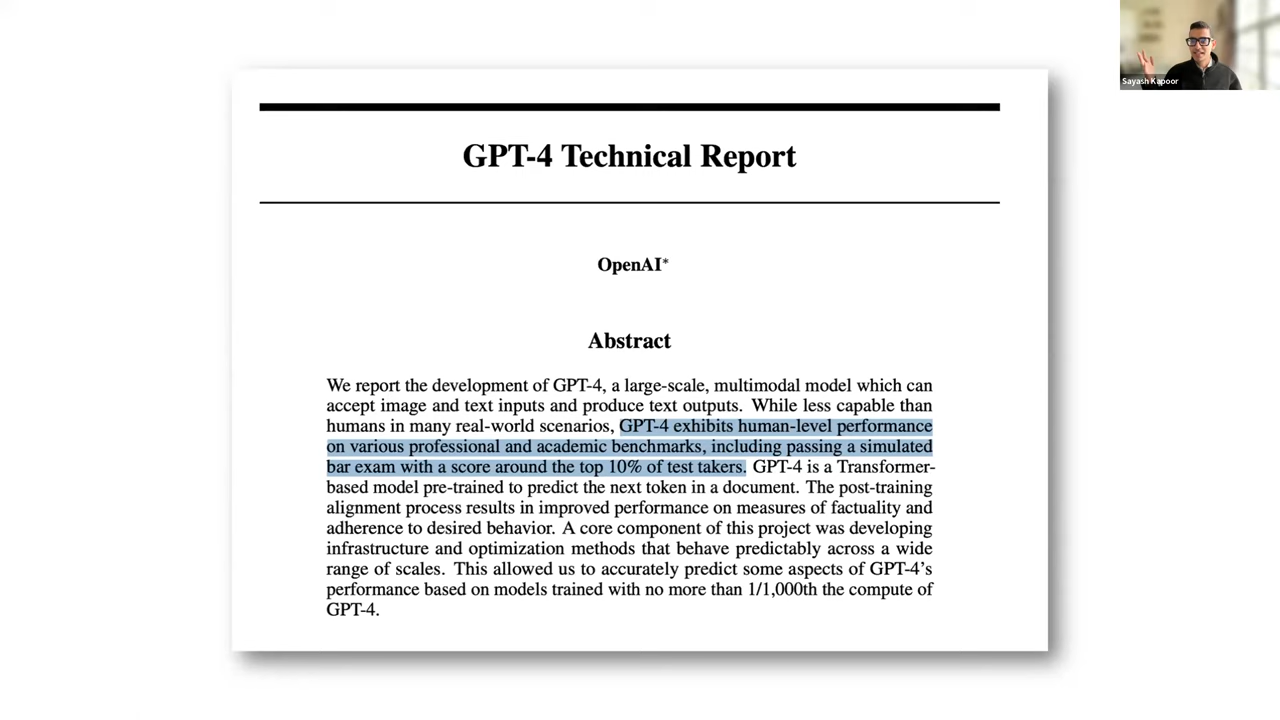 Sayash Kapoor
GPT-4 Technical Report
OpenAI*
Abstract
We report the development of GPT-4, a large-scale, multimodal model which can
accept image and text inputs and produce text outputs. While less capable than
humans in many real-world scenarios, GPT-4 exhibits human-level performance
on various professional and academic benchmarks, including passing a simulated
bar exam with a score around the top 10% of test takers. GPT-4 is a Transformer-
based model pre-trained to predict the next token in a document. The post-training
alignment process results in improved performance on measures of factuality and
adherence to desired behavior. A core component of this project was developing
infrastructure and optimization methods that behave predictably across a wide
range of scales. This allowed us to accurately predict some aspects of GPT-4’s
performance based on models trained with no more than 1/1,000th the compute of
GPT-4.